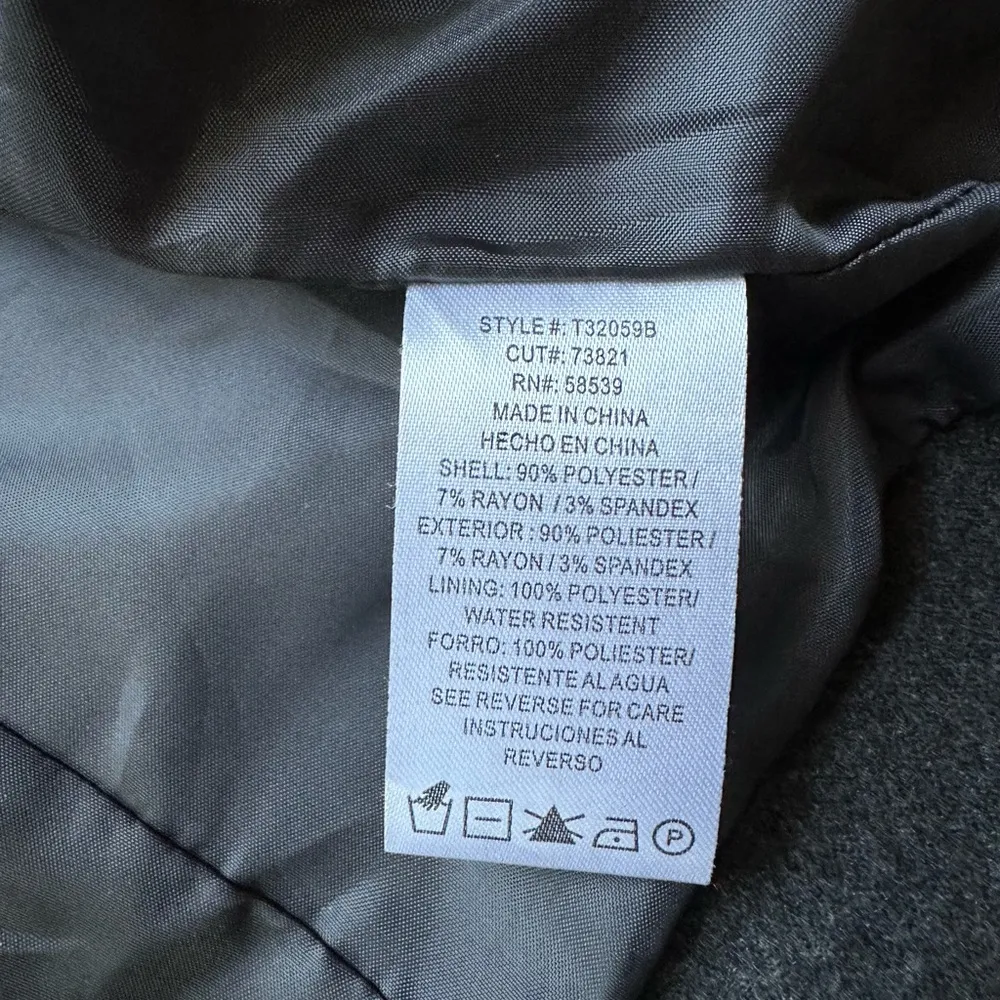 STYLE #: T32059B
CUT#: 73821
RN#: 58539
MADE IN CHINA
HECHO EN CHINA
SHELL: 90% POLYESTER /
7% RAYON / 3% SPANDEX
EXTERIOR : 90% POLIESTER /
7% RAYON / 3% SPANDEX
LINING: 100% POLYESTER/
WATER RESISTENT
FORRO: 100% POLIESTER/
RESISTENTE AL AGUA
SEE REVERSE FOR CARE
INSTRUCIONES AL
REVERSO
P